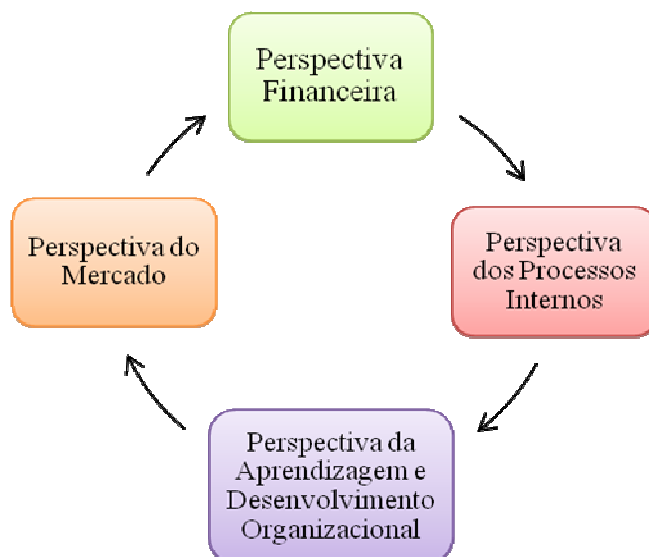 Perspectiva
Financeira
Perspectiva do
Mercado
Perspectiva
dos Processos
Internos
Perspectiva da
Aprendizagem e
Desenvolvimento
Organizacional